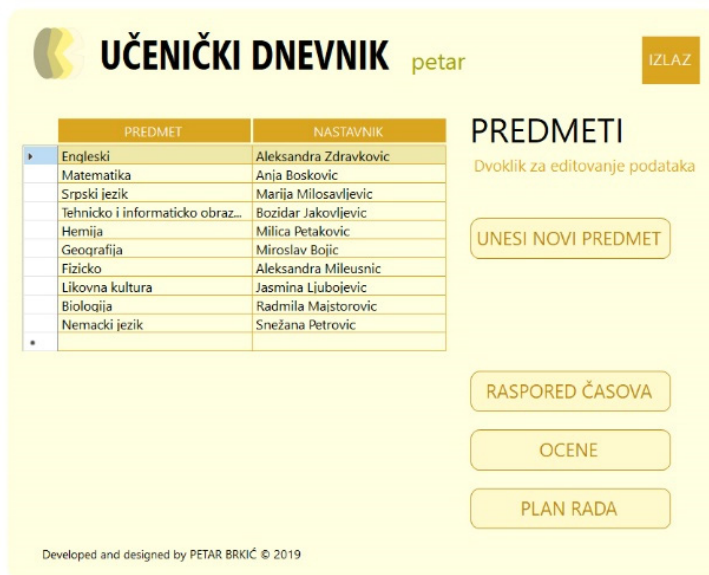 UČENIČKI DNEVNIK petar
IZLAZ
PREDMET NASTAVNIK
Engleski Aleksandra Zdravkovic
Matematika Anja Boskovic
Srpski jezik Marija Milosavljevic
Tehnicko i informaticko obraz... Bozidar Jakovljevic
Hemija Milica Petakovic
Geografija Miroslav Bojic
Fizicko Aleksandra Mileusnic
Likovna kultura Jasmina Ljubojevic
Biologija Radmila Majstorovic
Nemacki jezik Snežana Petrovic
PREDMETI
Dvoklik za editovanje podataka
UNESI NOVI PREDMET
RASPORED ČASOVA
OCENE
PLAN RADA
Developed and designed by PETAR BRKIĆ © 2019